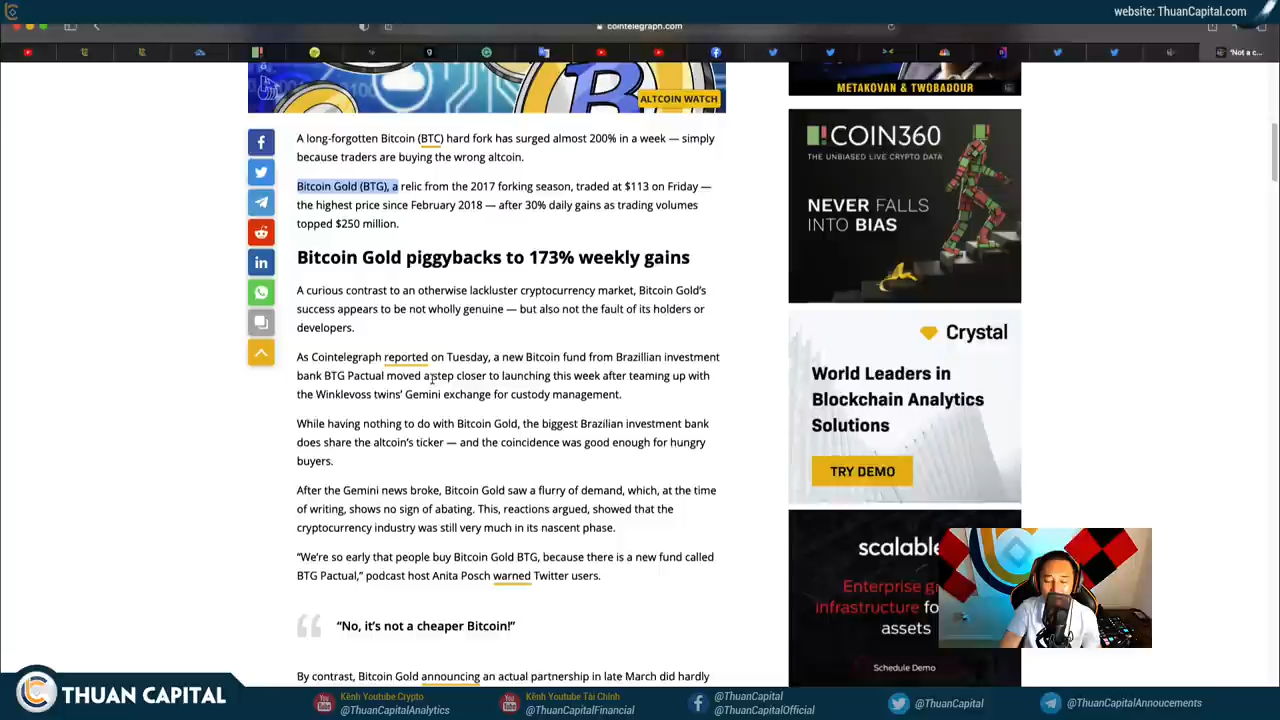 website: ThuanCapital.com
cointelegraph.com
"Not a c...
ALTCOIN WATCH
METAKOVAN & TWOBADOUR
A long-forgotten Bitcoin (BTC) hard fork has surged almost 200% in a week — simply
because traders are buying the wrong altcoin.
Bitcoin Gold (BTG), a relic from the 2017 forking season, traded at $113 on Friday —
the highest price since February 2018 — after 30% daily gains as trading volumes
topped $250 million.
Bitcoin Gold piggybacks to 173% weekly gains
A curious contrast to an otherwise lackluster cryptocurrency market, Bitcoin Gold's
success appears to be not wholly genuine — but also not the fault of its holders or
developers.
As Cointelegraph reported on Tuesday, a new Bitcoin fund from Brazillian investment
bank BTG Pactual moved a step closer to launching this week after teaming up with
the Winklevoss twins' Gemini exchange for custody management.
While having nothing to do with Bitcoin Gold, the biggest Brazilian investment bank
does share the altcoin's ticker — and the coincidence was good enough for hungry
buyers.
After the Gemini news broke, Bitcoin Gold saw a flurry of demand, which, at the time
of writing, shows no sign of abating. This, reactions argued, showed that the
cryptocurrency industry was still very much in its nascent phase.
"We're so early that people buy Bitcoin Gold BTG, because there is a new fund called
BTG Pactual," podcast host Anita Posch warned Twitter users.
"No, it's not a cheaper Bitcoin!"
By contrast, Bitcoin Gold announcing an actual partnership in late March did hardly
COIN360
THE UNBIASED LIVE CRYPTO DATA
NEVER FALLS
INTO BIAS
Crystal
World Leaders in
Blockchain Analytics
Solutions
TRY DEMO
scalable
Enterprise
infrastructure
assets
Schedule Demo
THUAN CAPITAL
Kênh Youtube Crypto
@ThuanCapitalAnalytics
Kênh Youtube Tài Chính
@ThuanCapitalFinancial
@ThuanCapital
@ThuanCapitalOfficial
@ThuanCapital
@ThuanCapitalAnnoucements